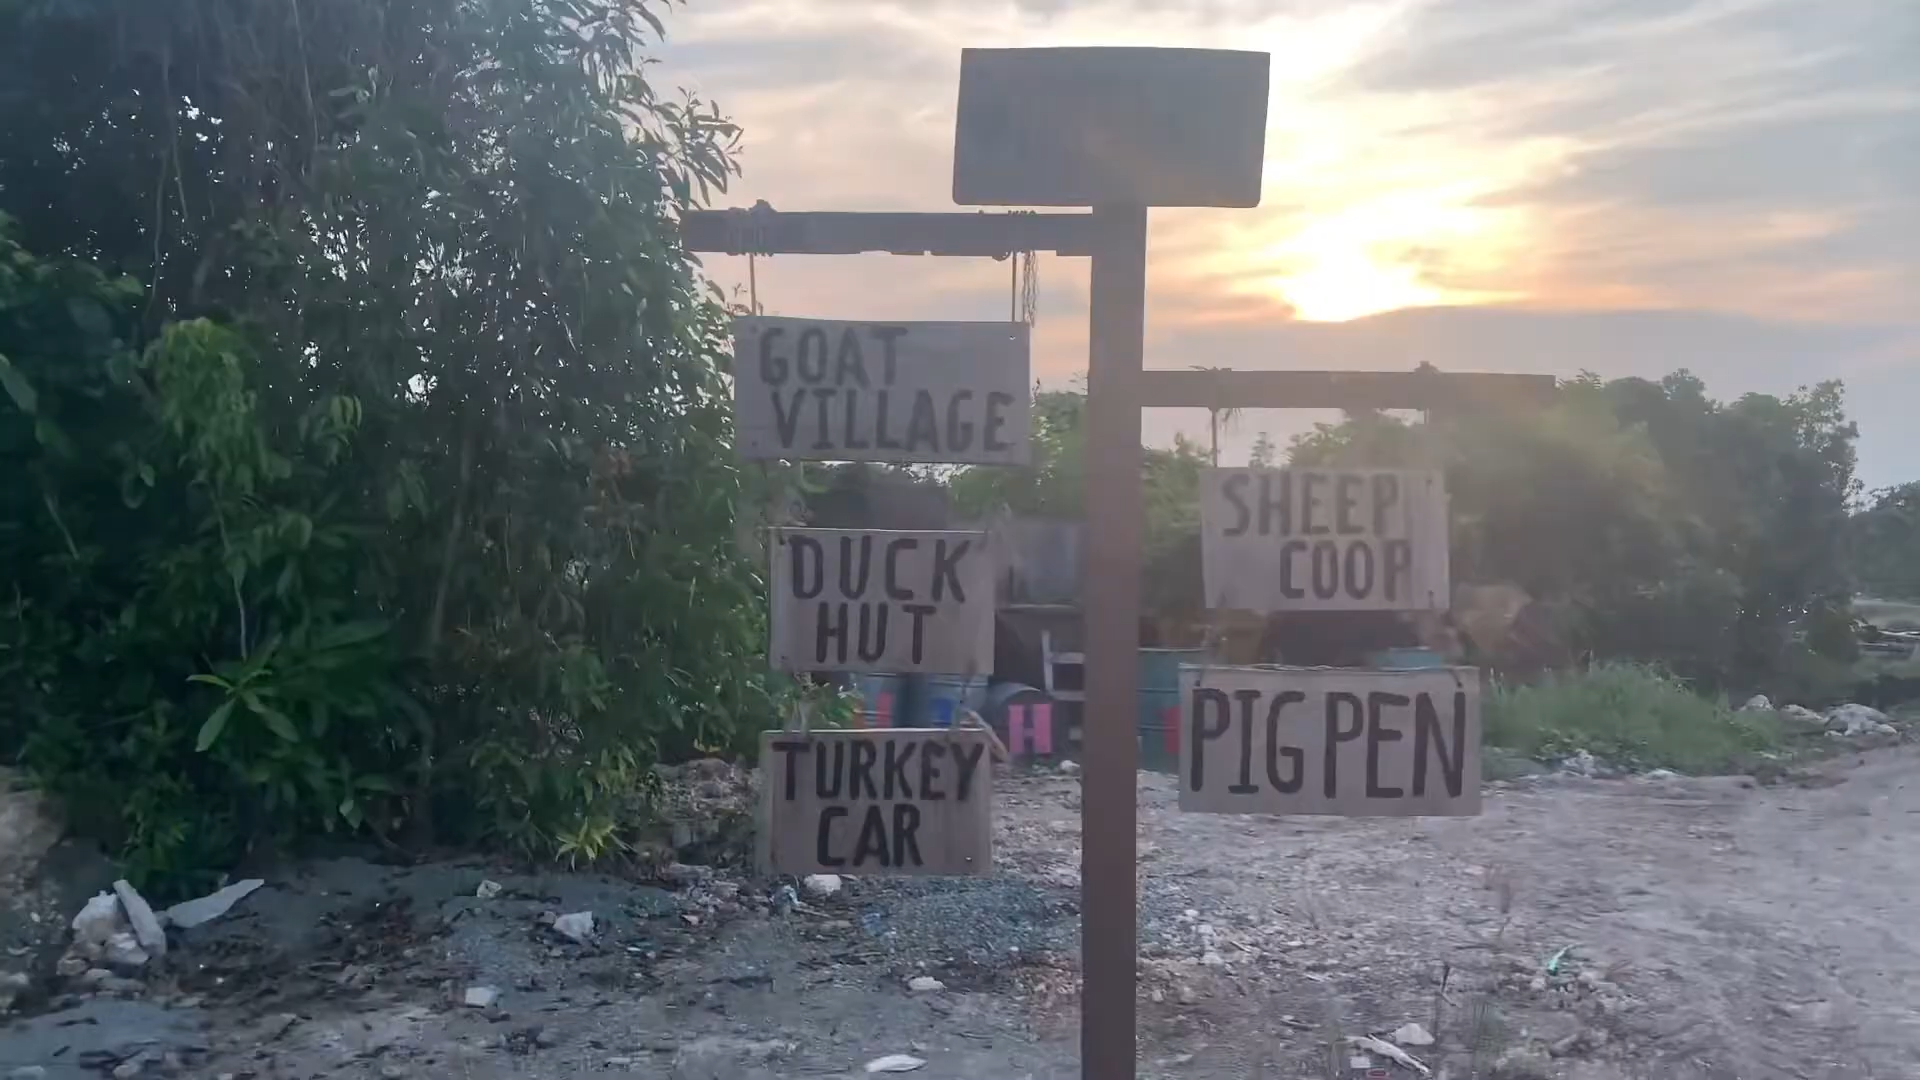 GOAT
VILLAGE
DUCK
HUT
TURKEY
CAR
SHEEP
COOP
PIG PEN
H